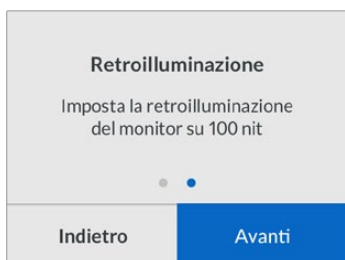 Retroilluminazione
Imposta la retroilluminazione
del monitor su 100 nit
Indietro
Avanti